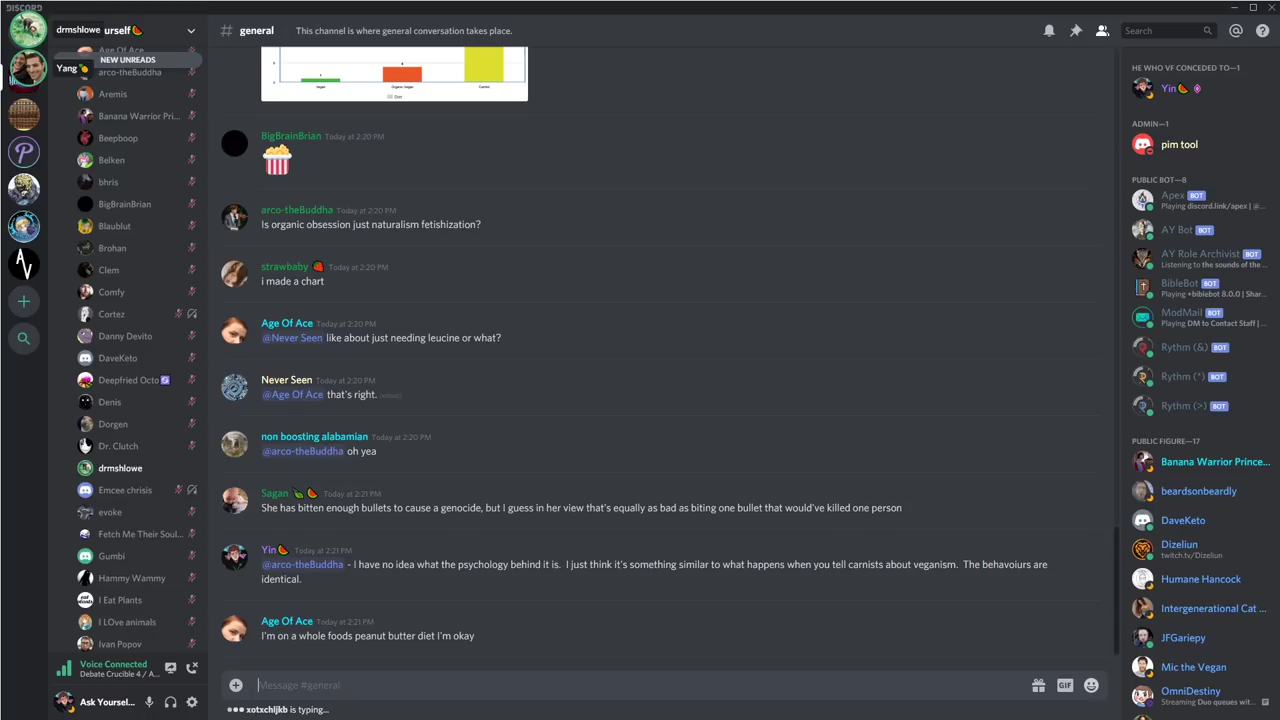 DISCORD
drmshlowe
urself
NEW UNREADS
Yang
Age Of Ace
arco-theBuddha
Aremis
Banana Warrior Pri...
Beepboop
Belken
bhris
BigBrainBrian
Blaublut
Brohan
Clem
Comfy
Cortez
Danny Devito
DaveKeto
Deepfried Octo
Denis
Dorgen
Dr. Clutch
drmshlowe
Emcee chrisis
evoke
Fetch Me Their Soul...
Gumbi
Hammy Wammy
I Eat Plants
I LOve animals
Ivan Popov
Voice Connected
Debate Crucible 4 / A...
Ask Yoursel...
# general
This channel is where general conversation takes place.
Search
Vegan
Organic Vegan
Carnist
Diet
BigBrainBrian Today at 2:20 PM
arco-theBuddha Today at 2:20 PM
Is organic obsession just naturalism fetishization?
strawbaby Today at 2:20 PM
i made a chart
Age Of Ace Today at 2:20 PM
@Never Seen like about just needing leucine or what?
Never Seen Today at 2:20 PM
@Age Of Ace that's right. (edited)
non boosting alabamian Today at 2:20 PM
@arco-theBuddha oh yea
Sagan Today at 2:21 PM
She has bitten enough bullets to cause a genocide, but I guess in her view that's equally as bad as biting one bullet that would've killed one person
Yin Today at 2:21 PM
@arco-theBuddha - I have no idea what the psychology behind it is. I just think it's something similar to what happens when you tell carnists about veganism. The behavoiurs are
identical.
Age Of Ace Today at 2:21 PM
I'm on a whole foods peanut butter diet I'm okay
Message #general
GIF
xotxchljkb is typing...
HE WHO VF CONCEDED TO—1
Yin
ADMIN—1
pim tool
PUBLIC BOT—8
Apex BOT
Playing discord.link/apex | @...
AY Bot BOT
AY Role Archivist BOT
Listening to the sounds of the...
BibleBot BOT
Playing +biblebot 8.0.0 | Shar...
ModMail BOT
Playing DM to Contact Staff | ...
Rythm (&) BOT
Rythm (*) BOT
Rythm (>) BOT
PUBLIC FIGURE—17
Banana Warrior Prince...
beardsonbeardly
DaveKeto
Dizeliun
twitch.tv/Dizeliun
Humane Hancock
Intergenerational Cat ...
JFGariepy
Mic the Vegan
OmniDestiny
Streaming Duo queues wit...